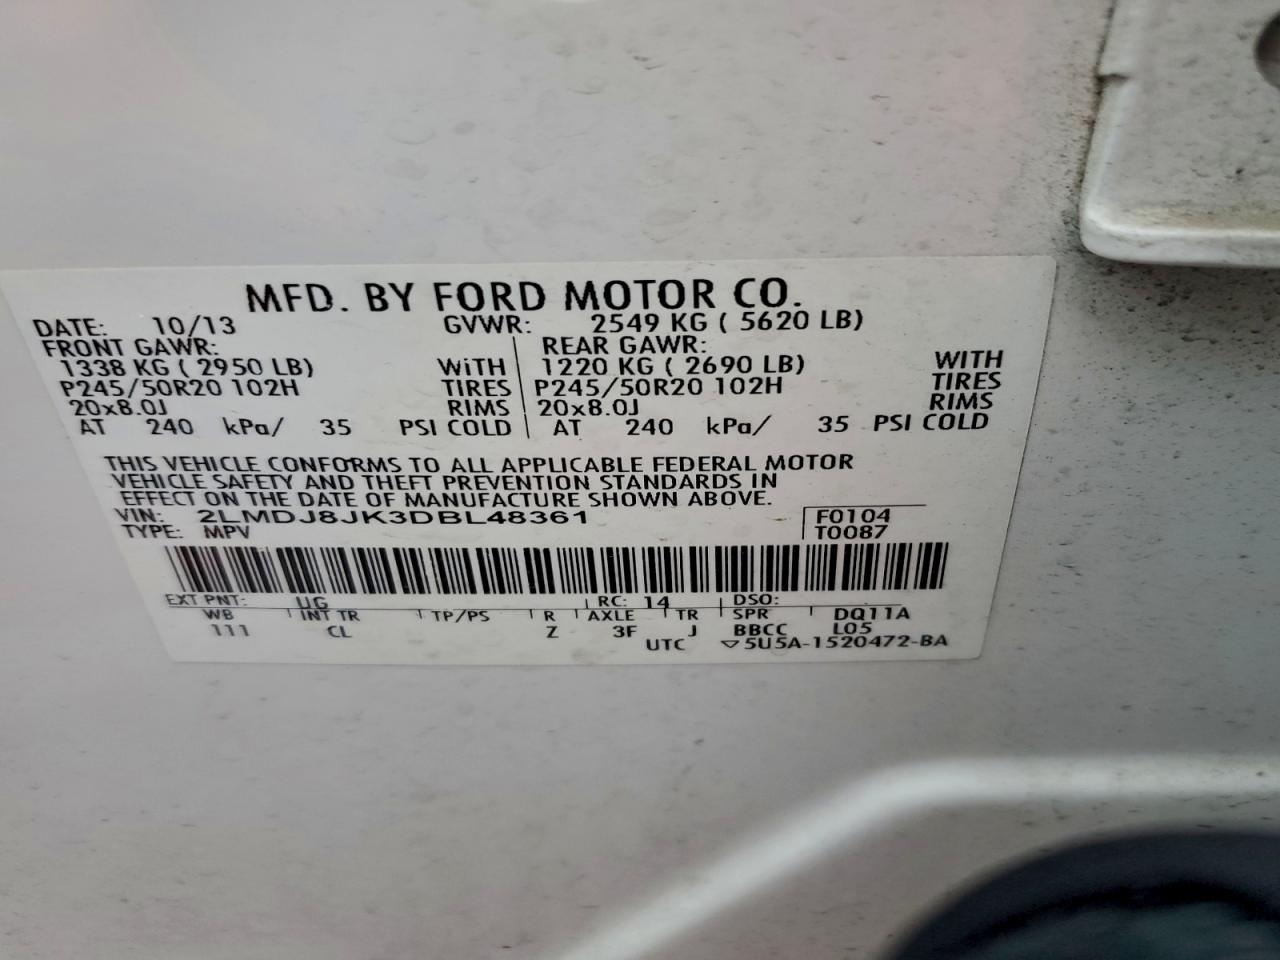 MFD. BY FORD MOTOR CO.
DATE: 10/13 GVWR: 2549 KG ( 5620 LB)
FRONT GAWR: REAR GAWR:
1338 KG ( 2950 LB) WiTH 1220 KG ( 2690 LB) WITH
P245/50R20 102H TIRES P245/50R20 102H TIRES
20x8.0J RIMS 20x8.0J RIMS
AT 240 kPa/ 35 PSI COLD AT 240 kPa/ 35 PSI COLD
THIS VEHICLE CONFORMS TO ALL APPLICABLE FEDERAL MOTOR
VEHICLE SAFETY AND THEFT PREVENTION STANDARDS IN
EFFECT ON THE DATE OF MANUFACTURE SHOWN ABOVE.
VIN: 2LMDJ8JK3DBL48361 F0104
TYPE: MPV T0087
EXT PNT: UG RC: 14 DSO:
WB INT TR TP/PS R AXLE TR SPR DQ11A
111 CL Z 3F J BBCC L05
UTC ▽5U5A-1520472-BA